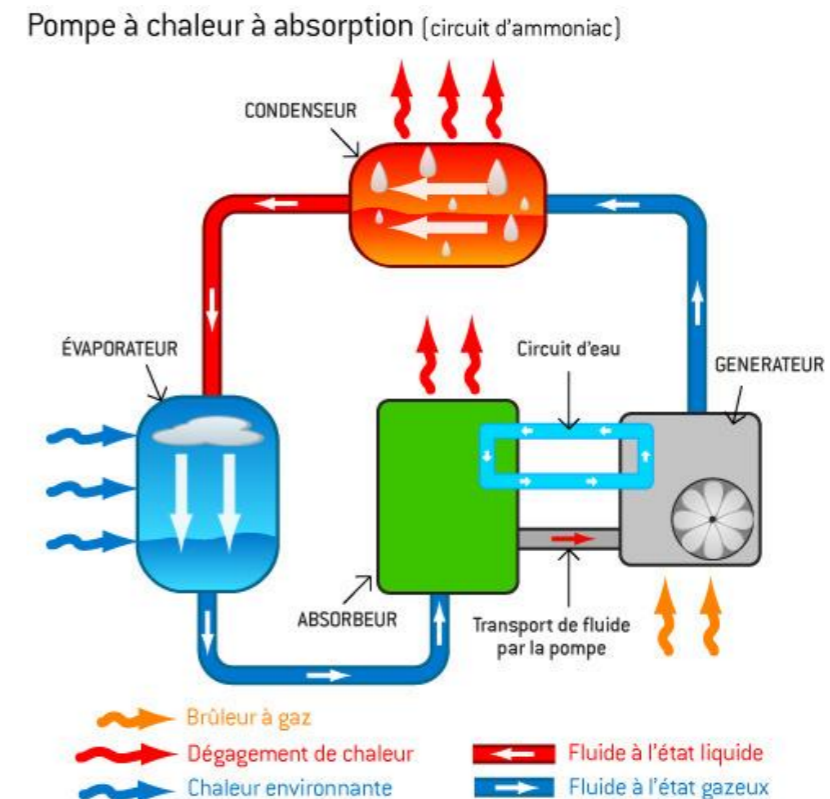 Pompe à chaleur à absorption (circuit d'ammoniac)
CONDENSEUR
ÉVAPORATEUR
Circuit d'eau
GENERATEUR
ABSORBEUR
Transport de fluide
par la pompe
Brûleur à gaz
Dégagement de chaleur
Fluide à l'état liquide
Chaleur environnante
Fluide à l'état gazeux